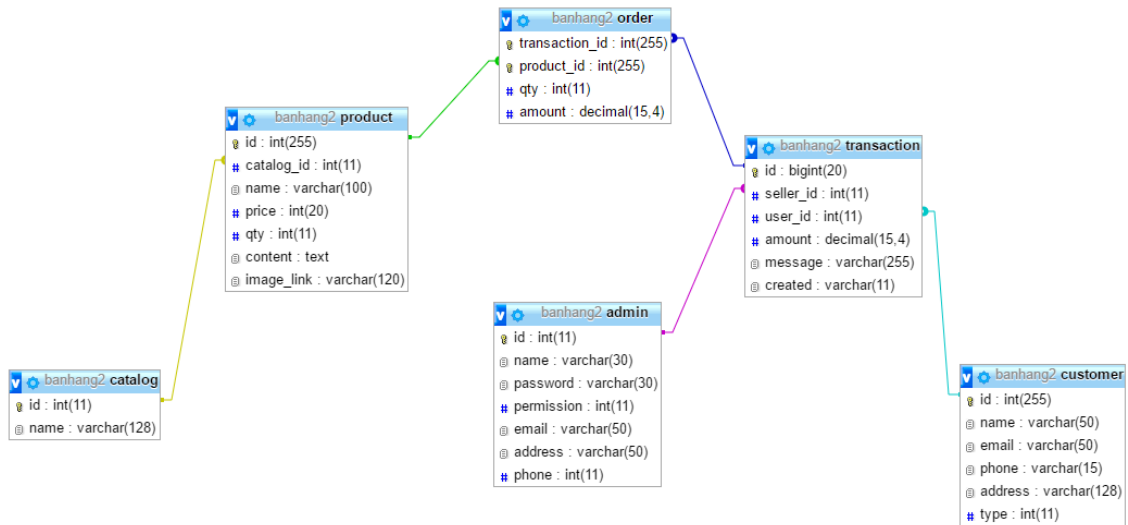 banhang2 order
transaction_id : int(255)
product_id : int(255)
qty : int(11)
amount : decimal(15,4)
banhang2 product
id : int(255)
catalog_id : int(11)
name : varchar(100)
price : int(20)
qty : int(11)
content : text
image_link : varchar(120)
banhang2 transaction
id : bigint(20)
seller_id : int(11)
user_id : int(11)
amount : decimal(15,4)
message : varchar(255)
created : varchar(11)
banhang2 admin
id : int(11)
name : varchar(30)
password : varchar(30)
permission : int(11)
email : varchar(50)
address : varchar(50)
phone : int(11)
banhang2 catalog
id : int(11)
name : varchar(128)
banhang2 customer
id : int(255)
name : varchar(50)
email : varchar(50)
phone : varchar(15)
address : varchar(128)
type : int(11)